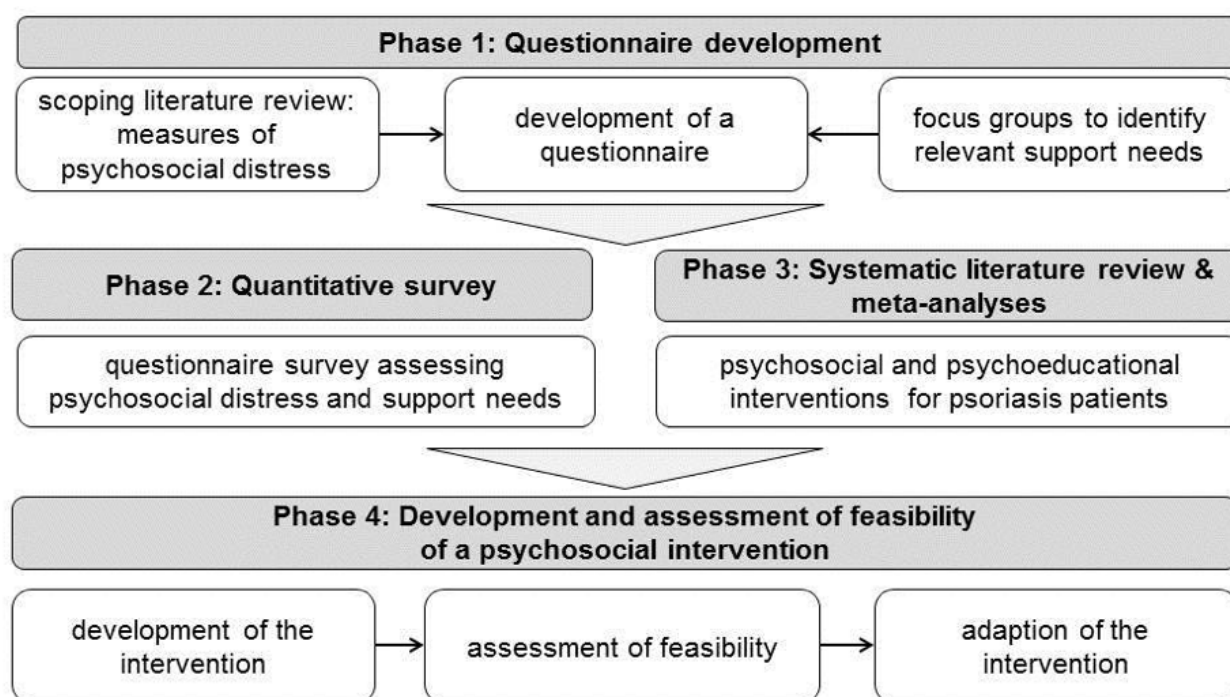 Phase 1: Questionnaire development
scoping literature review:
measures of
psychosocial distress
development of a
questionnaire
focus groups to identify
relevant support needs
Phase 2: Quantitative survey
questionnaire survey assessing
psychosocial distress and support needs
Phase 3: Systematic literature review &
meta-analyses
psychosocial and psychoeducational
interventions for psoriasis patients
Phase 4: Development and assessment of feasibility
of a psychosocial intervention
development of the
intervention
assessment of feasibility
adaption of the
intervention